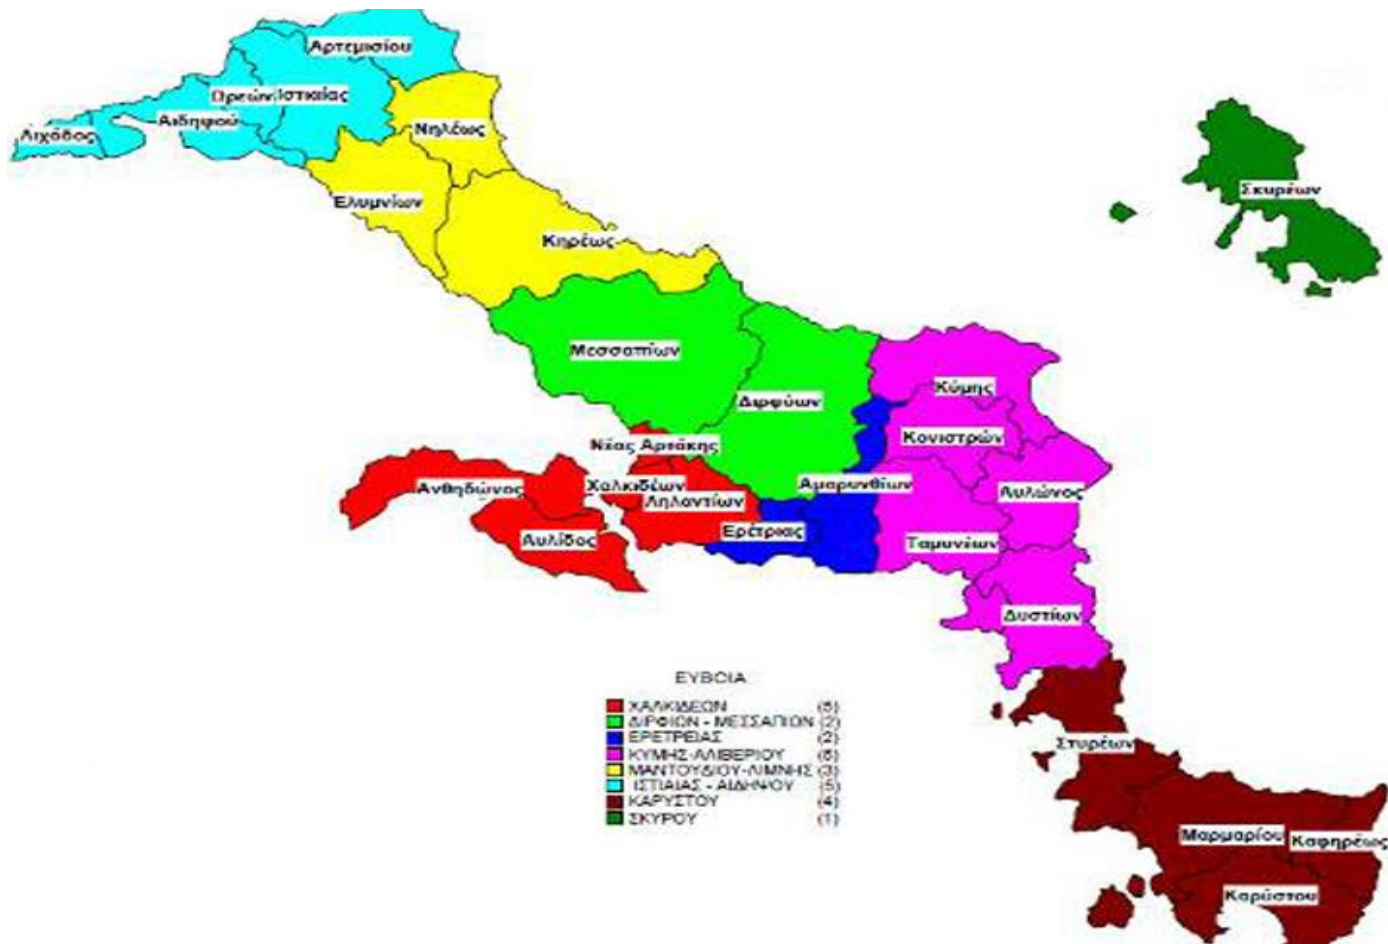 Αρτεμισίου
Ωρεών
Ιστιαίας
Λιχάδος
Αιδηψού
Νηλέως
Ελυμνίων
Κηρέως
Σκυρέων
Μεσσαπίων
Διρφύων
Κύμης
Κονιστρών
Νέας Αρτάκης
Ανθηδώνος
Χαλκιδέων
Ληλαντίων
Αμαρυνθίων
Αυλώνος
Αυλίδος
Ερέτριας
Ταμυνέων
Δυστίων
ΕΥΒΟΙΑ
ΧΑΛΚΙΔΕΩΝ (5)
ΔΙΡΦΙΩΝ - ΜΕΣΣΑΠΙΩΝ (2)
ΕΡΕΤΡΕΙΑΣ (2)
ΚΥΜΗΣ-ΑΛΙΒΕΡΙΟΥ (5)
ΜΑΝΤΟΥΔΙΟΥ-ΛΙΜΝΗΣ (3)
ΙΣΤΙΑΙΑΣ - ΑΙΔΗΨΟΥ (5)
ΚΑΡΥΣΤΟΥ (4)
ΣΚΥΡΟΥ (1)
Στυρέων
Μαρμαρίου
Καφηρέως
Καρύστου